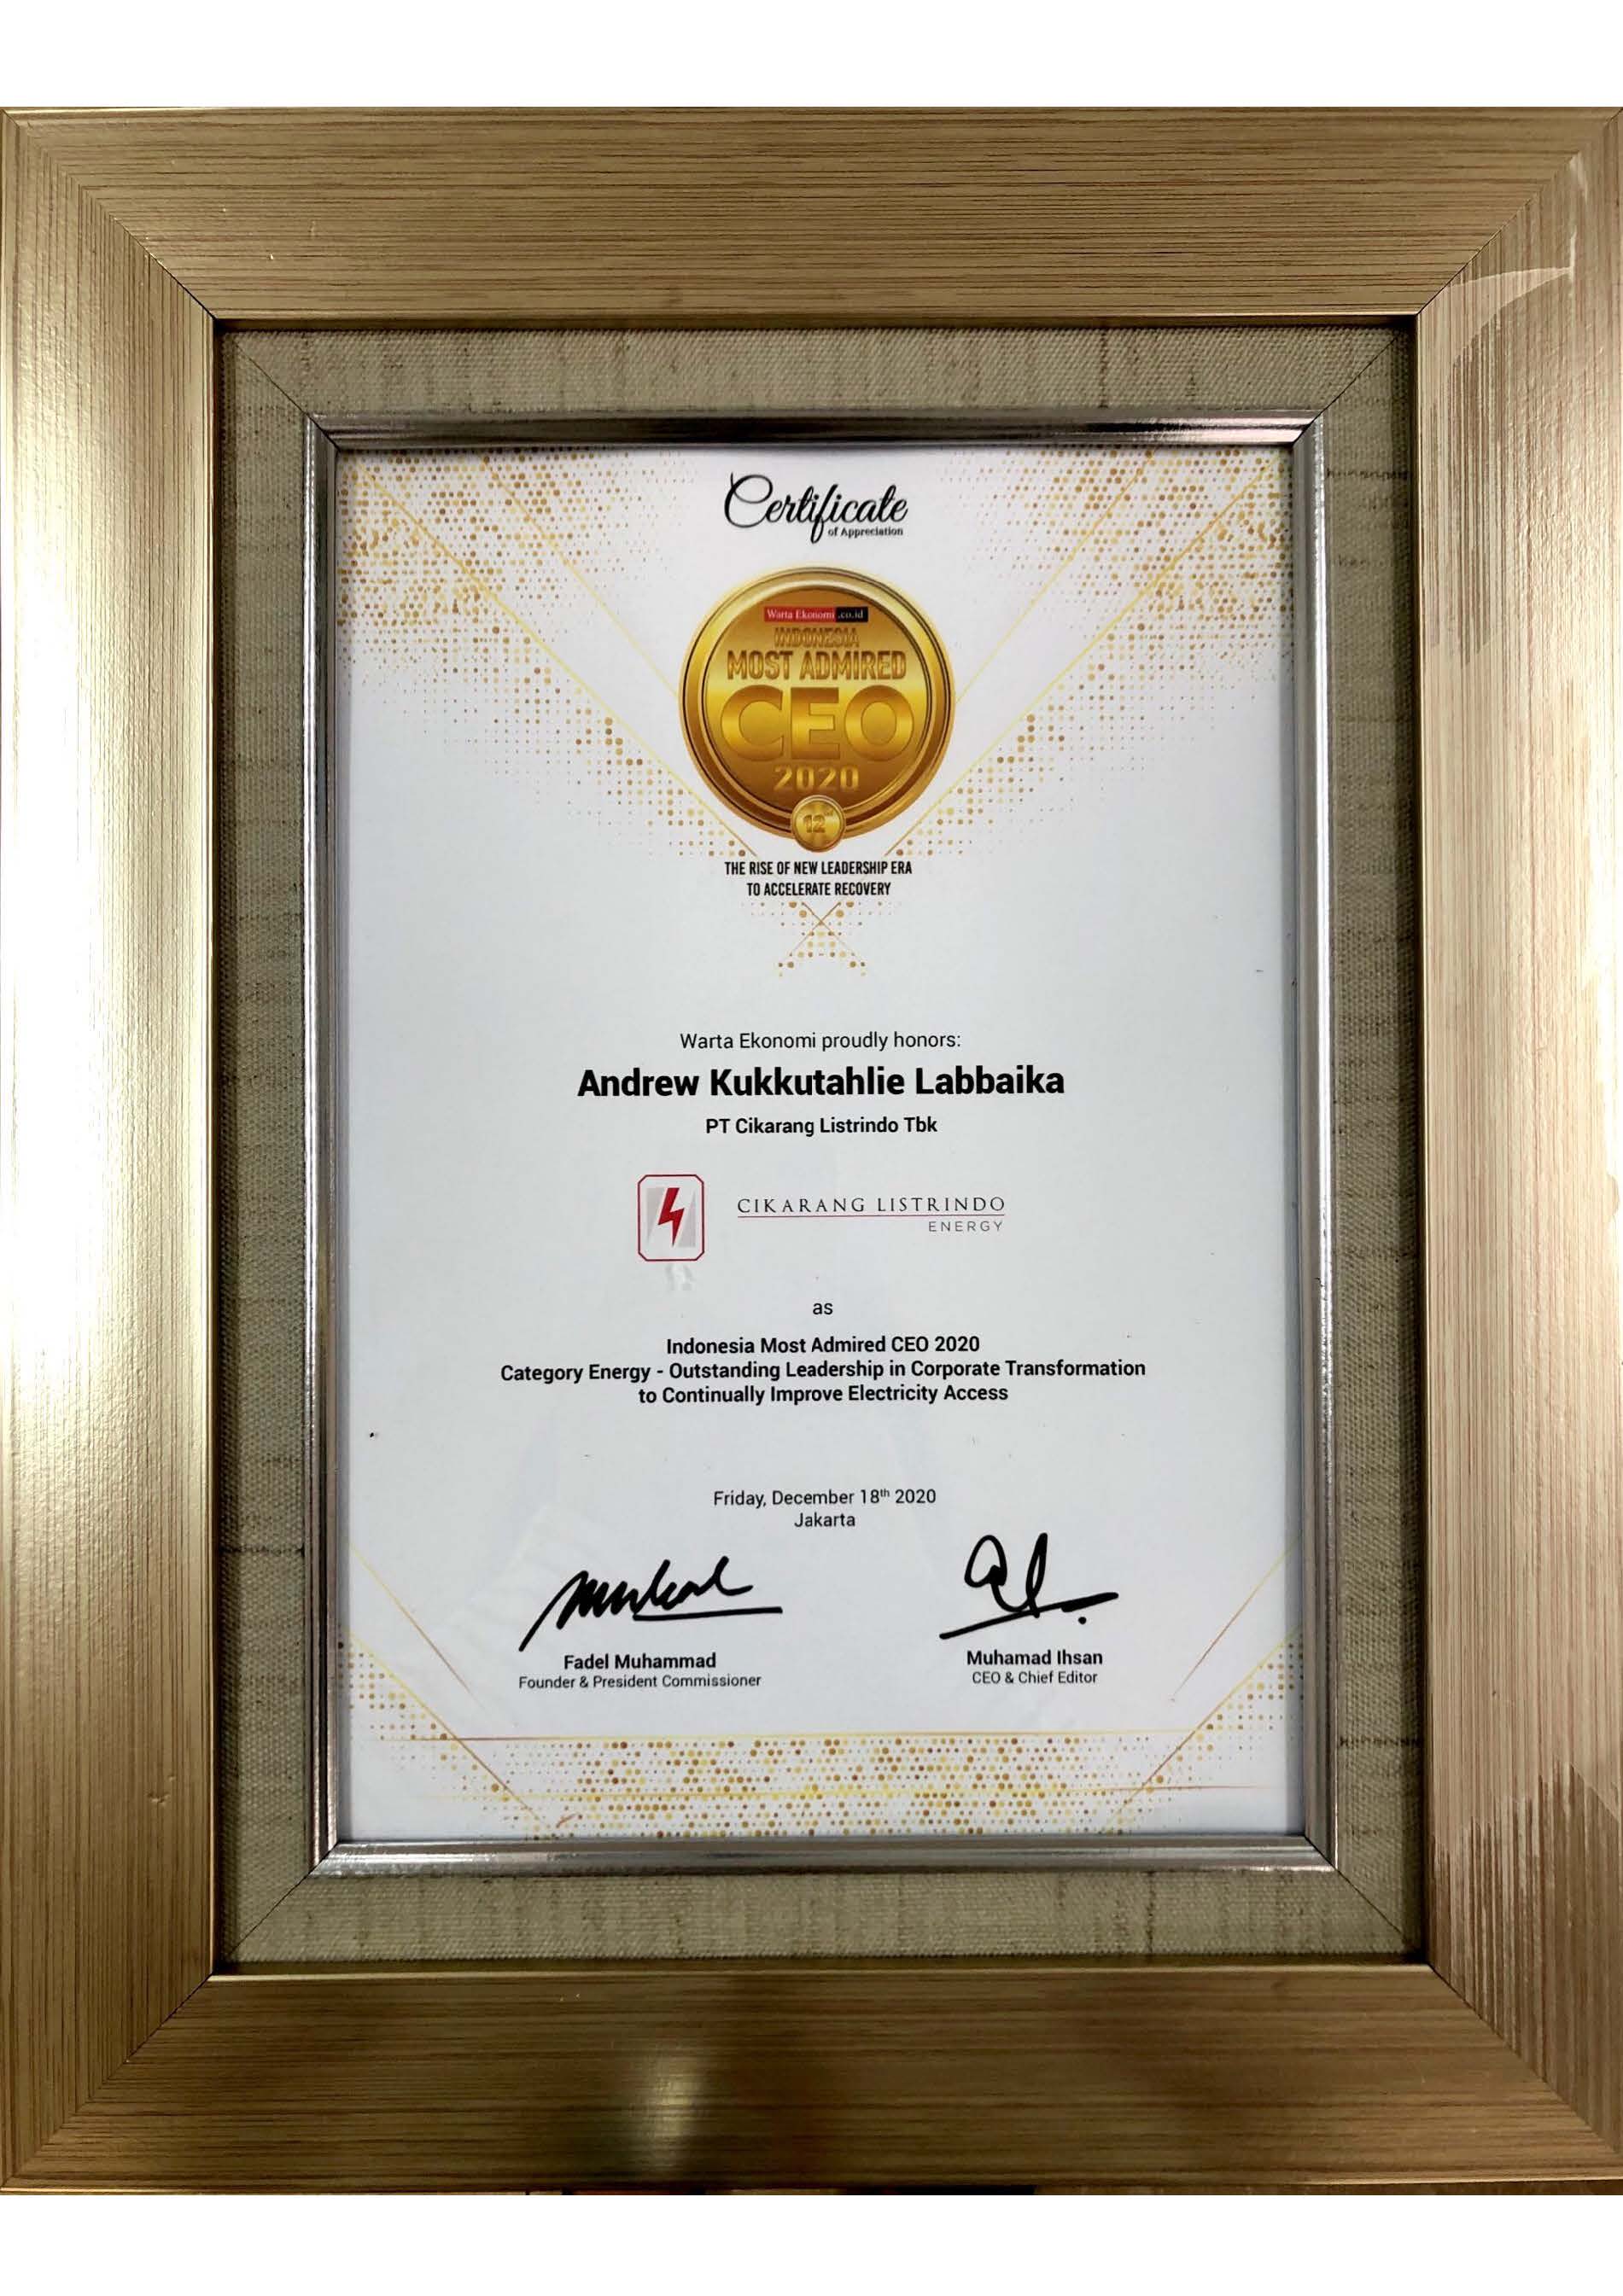 Certificate
of Appreciation
Warta Ekonomi .co.id
INDONESIA
MOST ADMIRED
CEO
2020
12th
THE RISE OF NEW LEADERSHIP ERA
TO ACCELERATE RECOVERY
Warta Ekonomi proudly honors:
Andrew Kukkutahlie Labbaika
PT Cikarang Listrindo Tbk
CIKARANG LISTRINDO
ENERGY
as
Indonesia Most Admired CEO 2020
Category Energy - Outstanding Leadership in Corporate Transformation
to Continually Improve Electricity Access
Friday, December 18th 2020
Jakarta
Fadel Muhammad
Founder & President Commissioner
Muhamad Ihsan
CEO & Chief Editor